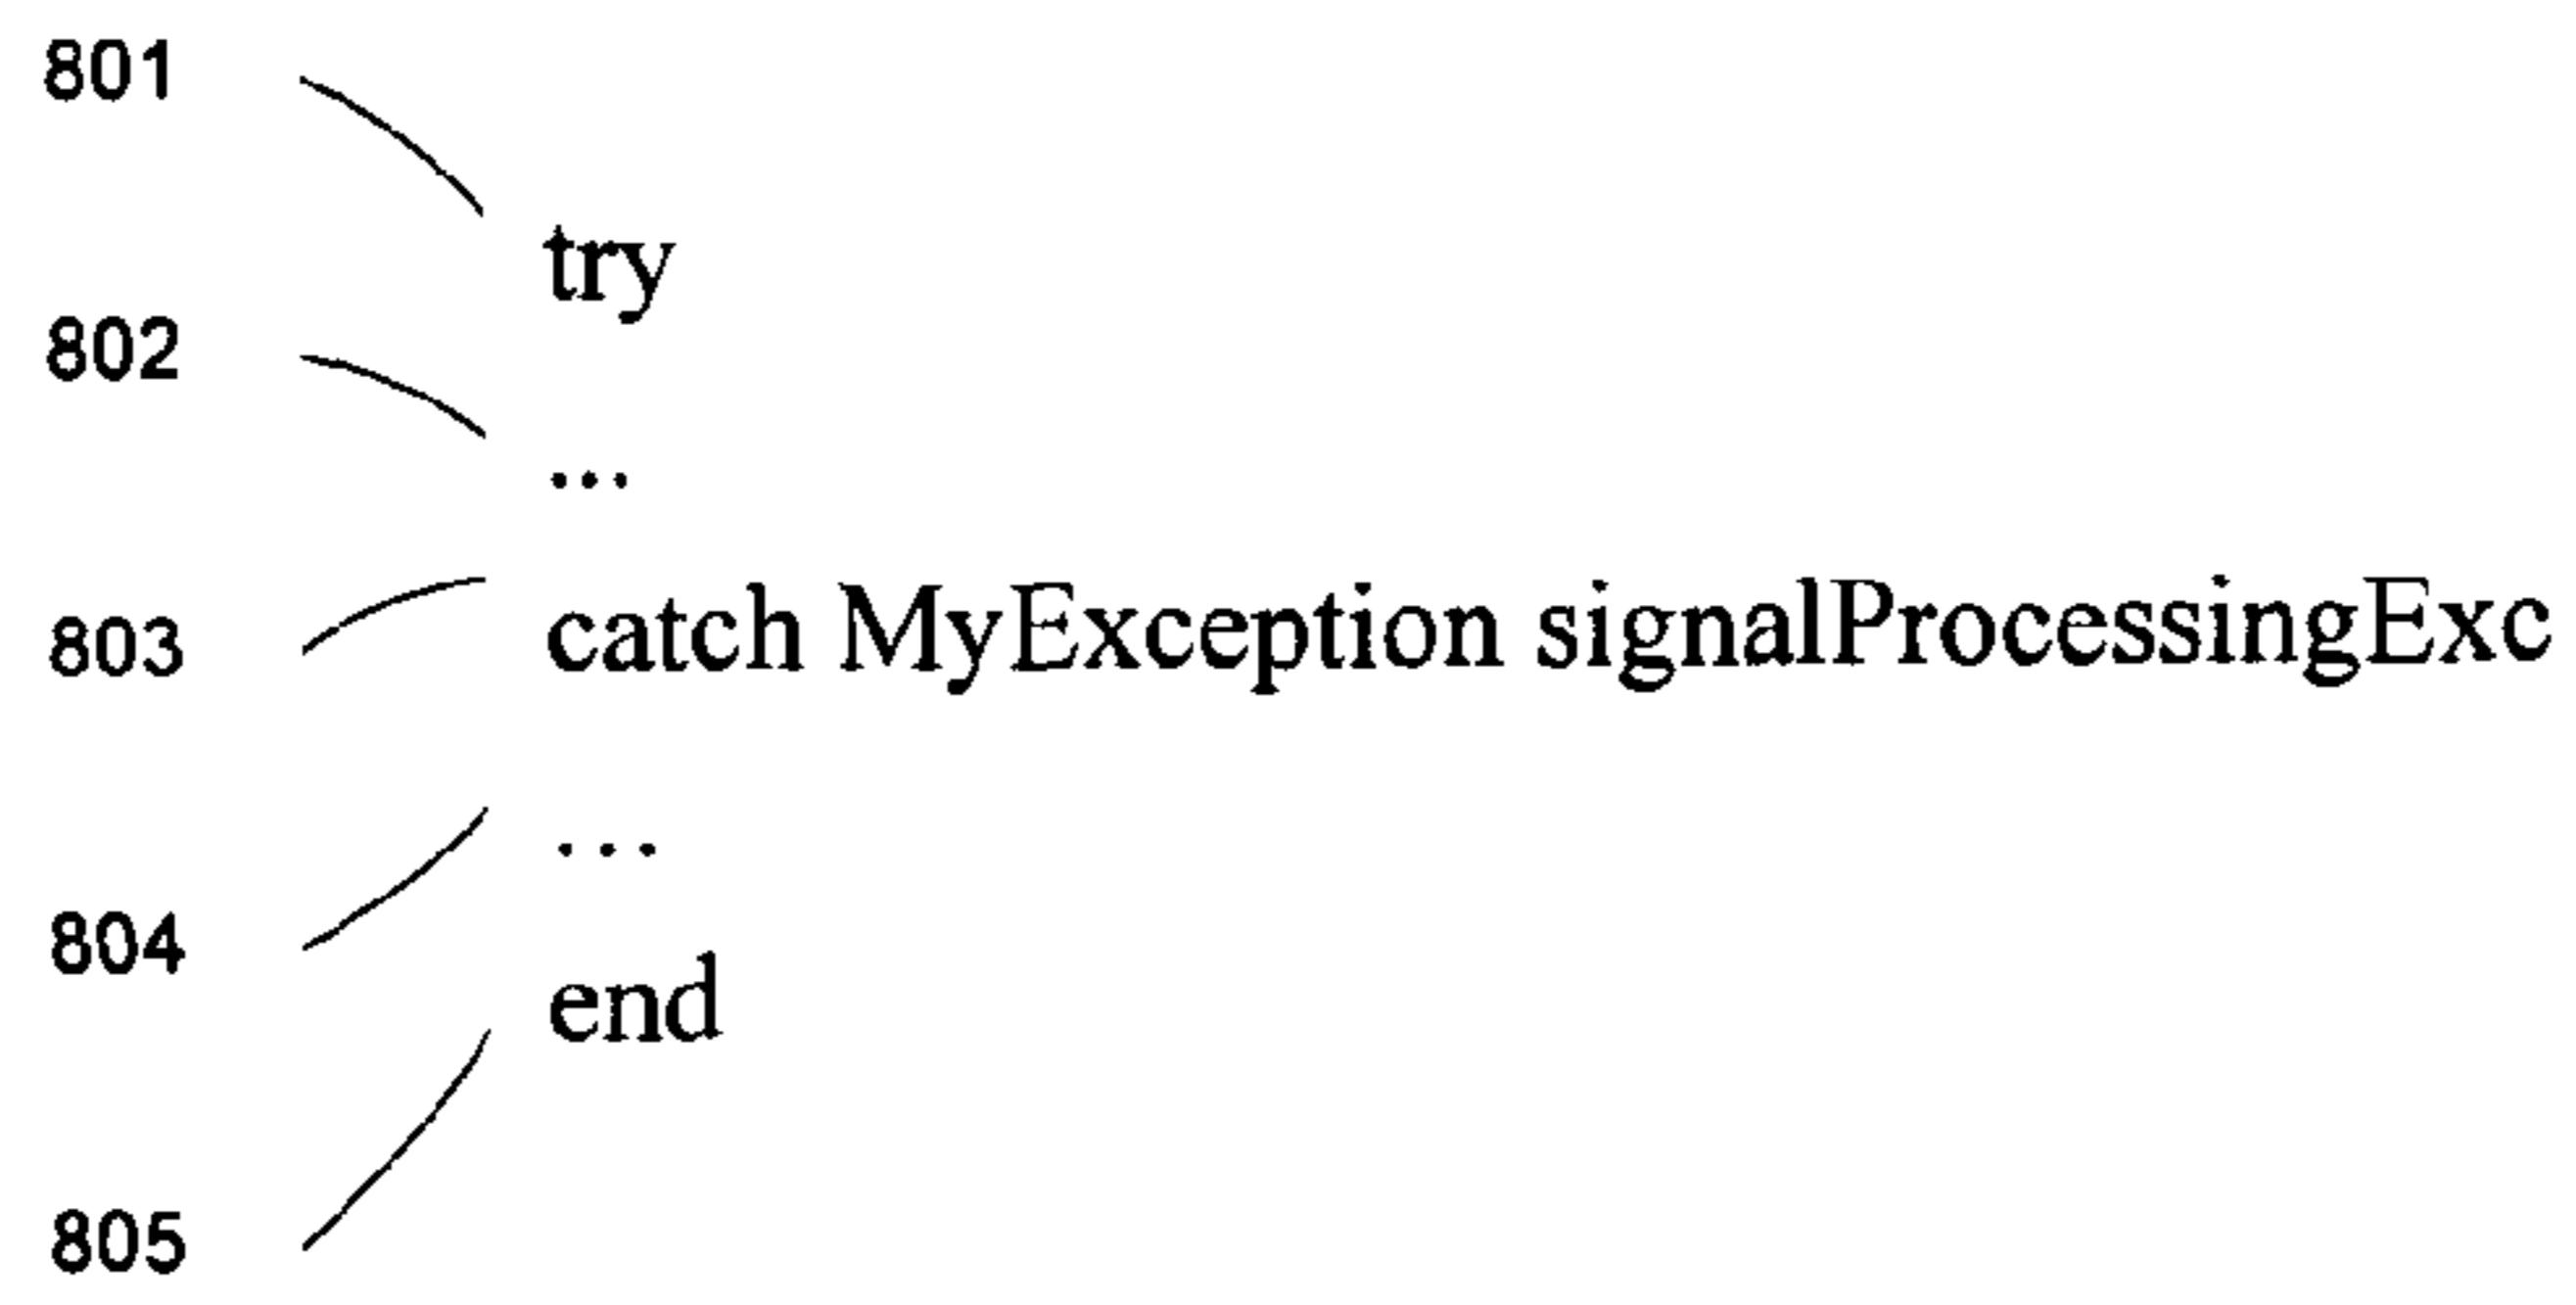 801
try
802
...
catch MyException signalProcessingExc
803
...
804
end
805